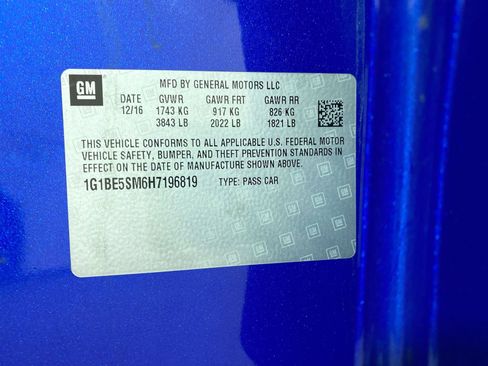 GM
MFD BY GENERAL MOTORS LLC
DATE GVWR GAWR FRT GAWR RR
12/16 1743 KG 917 KG 826 KG
3843 LB 2022 LB 1821 LB
THIS VEHICLE CONFORMS TO ALL APPLICABLE U.S. FEDERAL MOTOR
VEHICLE SAFETY, BUMPER, AND THEFT PREVENTION STANDARDS IN
EFFECT ON THE DATE OF MANUFACTURE SHOWN ABOVE.
1G1BE5SM6H7196819 TYPE: PASS CAR